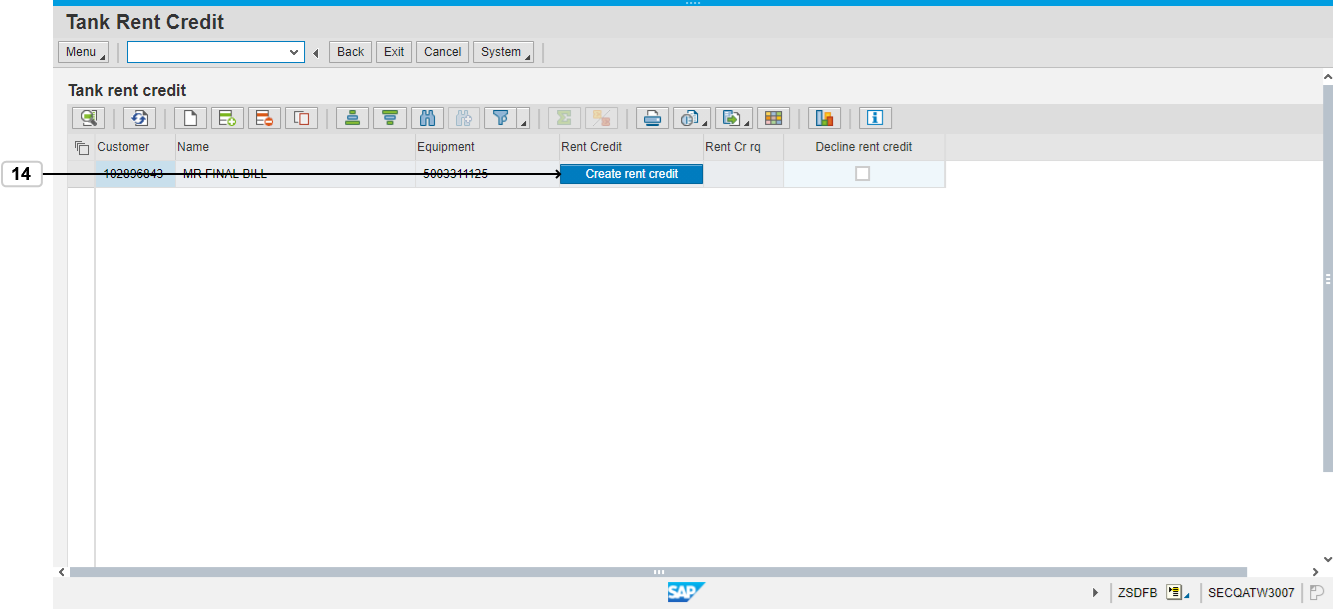 Tank Rent Credit
Menu
Back Exit Cancel System
Tank rent credit
Customer Name Equipment Rent Credit Rent Cr rq Decline rent credit
14 102896843 MR FINAL BILL 5003311125 Create rent credit
SAP ZSDFB SECQATW3007